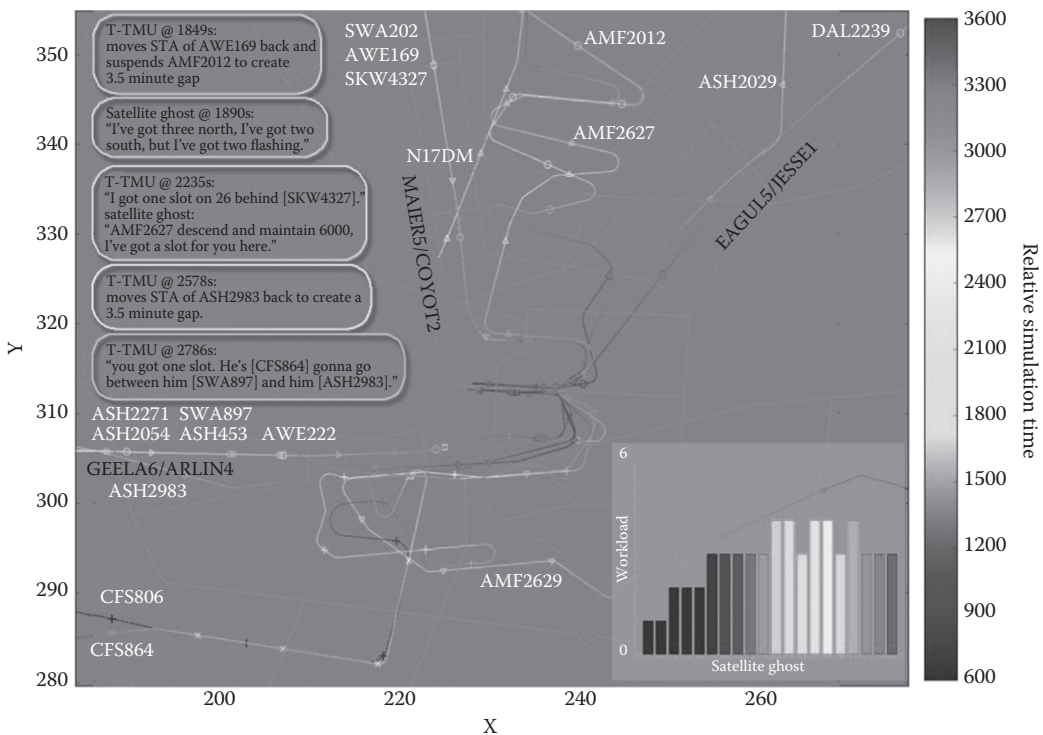 T-TMU @ 1849s:
moves STA of AWE169 back and
suspends AMF2012 to create
3.5 minute gap
Satellite ghost @ 1890s:
“I’ve got three north, I’ve got two
south, but I’ve got two flashing.”
T-TMU @ 2235s:
“I got one slot on 26 behind [SKW4327].”
satellite ghost:
“AMF2627 descend and maintain 6000,
I’ve got a slot for you here.”
T-TMU @ 2578s:
moves STA of ASH2983 back to create a
3.5 minute gap.
T-TMU @ 2786s:
“you got one slot. He’s [CFS864] gonna go
between him [SWA897] and him [ASH2983].”
SWA202
AWE169
SKW4327
AMF2012
DAL2239
ASH2029
AMF2627
N17DM
MAIER5/COYOT2
EAGUL5/JESSE1
ASH2271 SWA897
ASH2054 ASH453 AWE222
GEELA6/ARLIN4
ASH2983
AMF2629
CFS806
CFS864
6
Workload
0
Satellite ghost
350
340
330
320
310
300
290
280
Y
200
220
240
260
X
3600
3300
3000
2700
2400
2100
1800
1500
1200
900
600
Relative simulation time